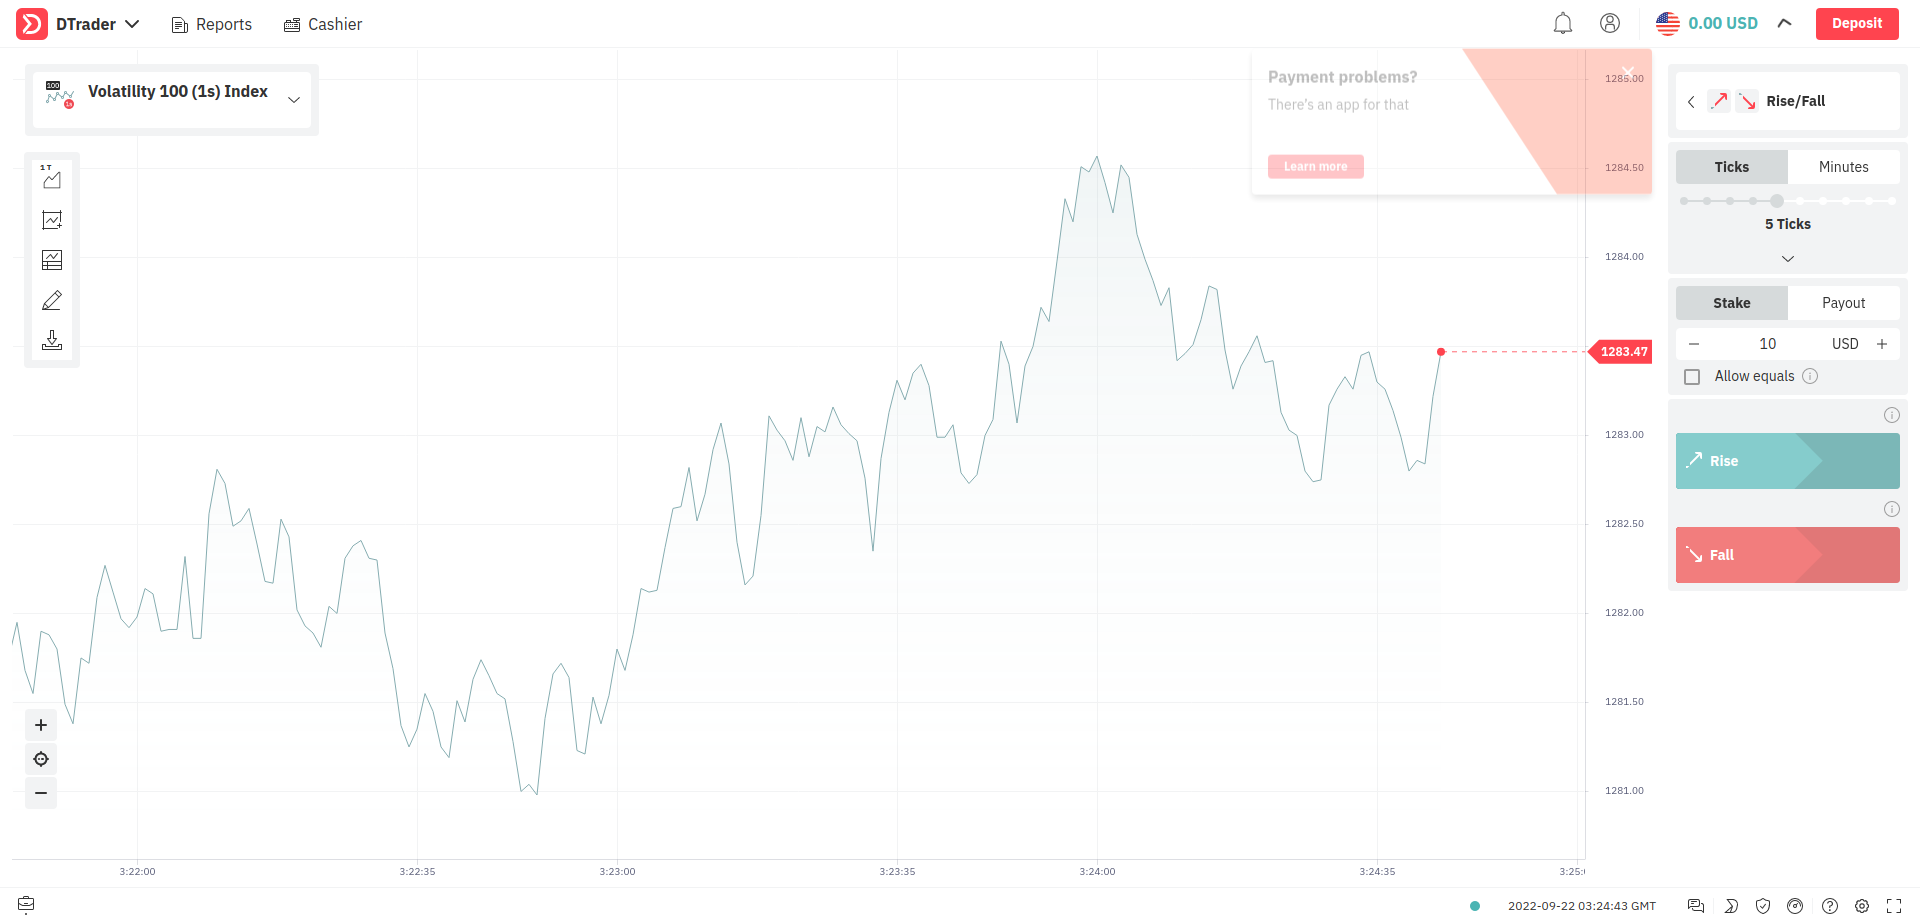 DTrader
Reports
Cashier
0.00 USD
Deposit
100
1s
Volatility 100 (1s) Index
1 T
Payment problems?
There's an app for that
Learn more
1285.00
1284.50
1284.00
1283.47
1283.00
1282.50
1282.00
1281.50
1281.00
3:22:00
3:22:35
3:23:00
3:23:35
3:24:00
3:24:35
Rise/Fall
Ticks
Minutes
5 Ticks
Stake
Payout
10
USD
Allow equals
Rise
Fall
2022-09-22 03:24:43 GMT